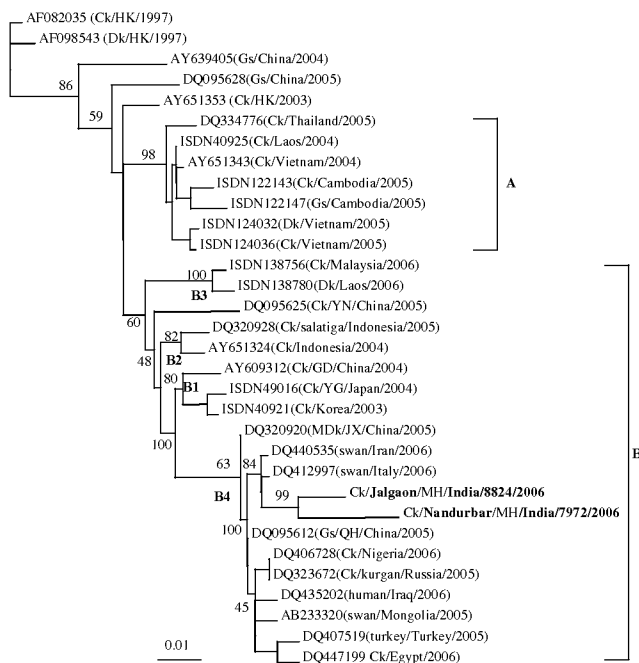 AF082035 (Ck/HK/1997)
AF098543 (Dk/HK/1997)
AY639405(Gs/China/2004)
86
DQ095628(Gs/China/2005)
59
AY651353 (Ck/HK/2003)
DQ334776(Ck/Thailand/2005)
ISDN40925(Ck/Laos/2004)
98
AY651343(Ck/Vietnam/2004)
ISDN122143(Ck/Cambodia/2005)
A
ISDN122147(Gs/Cambodia/2005)
ISDN124032(Dk/Vietnam/2005)
ISDN124036(Ck/Vietnam/2005)
ISDN138756(Ck/Malaysia/2006)
100
ISDN138780(Dk/Laos/2006)
B3
DQ095625(Ck/YN/China/2005)
60
DQ320928(Ck/salatiga/Indonesia/2005)
82
AY651324(Ck/Indonesia/2004)
48
B2
AY609312(Ck/GD/China/2004)
80
B1
ISDN49016(Ck/YG/Japan/2004)
ISDN40921(Ck/Korea/2003)
DQ320920(MDk/JX/China/2005)
100
DQ440535(swan/Iran/2006)
B
63
84
DQ412997(swan/Italy/2006)
B4
99
Ck/Jalgaon/MH/India/8824/2006
Ck/Nandurbar/MH/India/7972/2006
100
DQ095612(Gs/QH/China/2005)
DQ406728(Ck/Nigeria/2006)
DQ323672(Ck/kurgan/Russia/2005)
DQ435202(human/Iraq/2006)
45
AB233320(swan/Mongolia/2005)
DQ407519(turkey/Turkey/2005)
0.01
DQ447199 Ck/Egypt/2006)